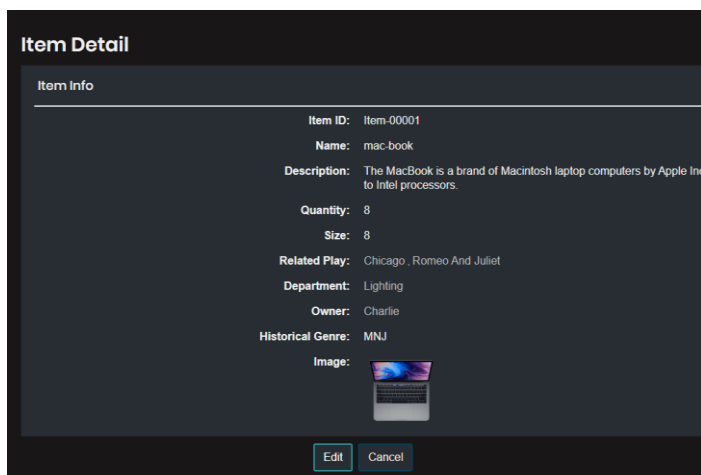 Item Detail
Item Info
Item ID: Item-00001
Name: mac-book
Description: The MacBook is a brand of Macintosh laptop computers by Apple
to Intel processors.
Quantity: 8
Size: 8
Related Play: Chicago , Romeo And Juliet
Department: Lighting
Owner: Charlie
Historical Genre: MNJ
Image:
Edit Cancel